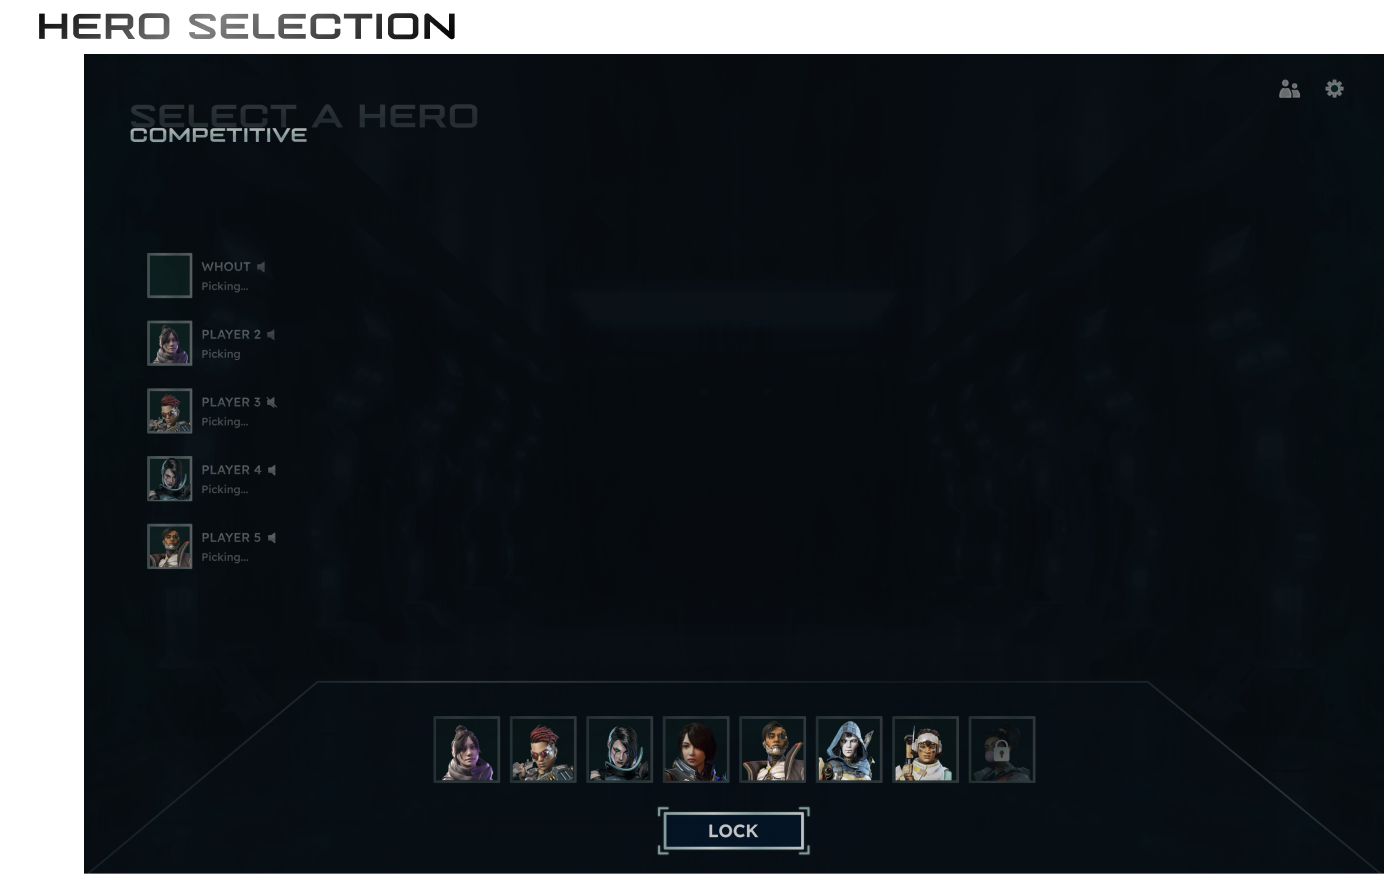 HERO SELECTION
SELECT A HERO
COMPETITIVE
WHOUT
Picking...
PLAYER 2
Picking
PLAYER 3
Picking...
PLAYER 4
Picking...
PLAYER 5
Picking...
LOCK